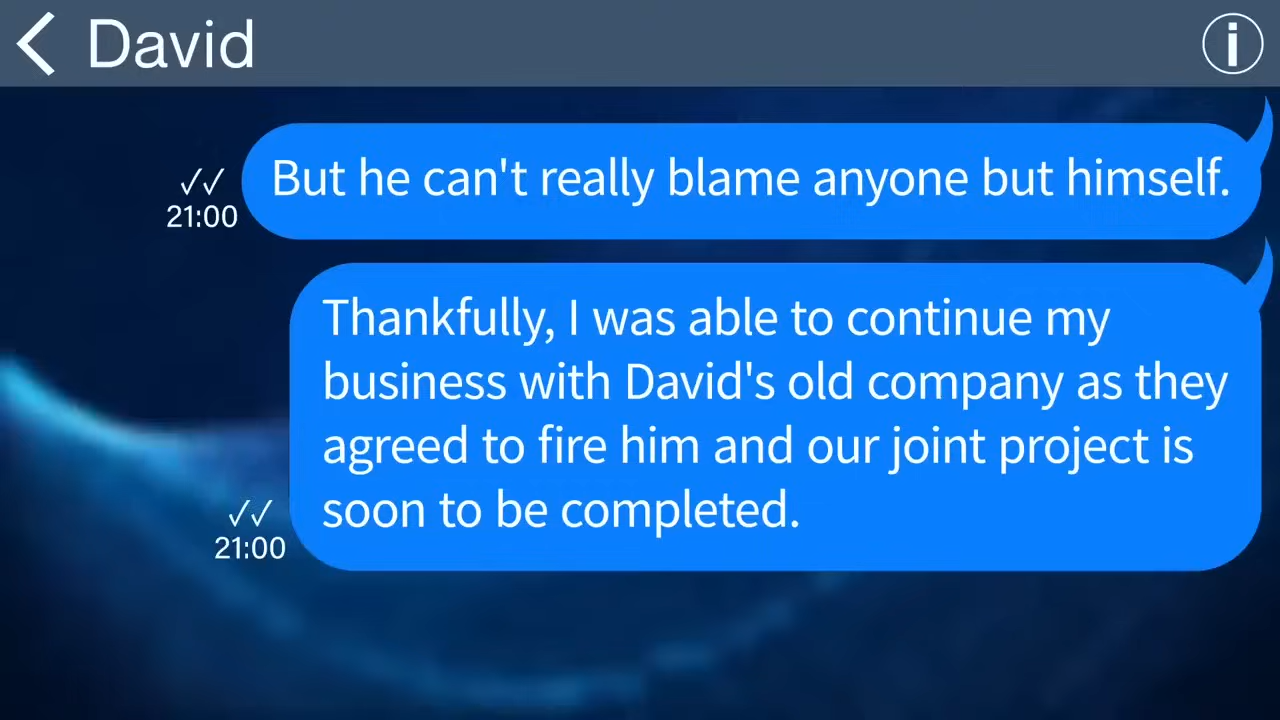 David
But he can't really blame anyone but himself.
21:00
Thankfully, I was able to continue my
business with David's old company as they
agreed to fire him and our joint project is
soon to be completed.
21:00